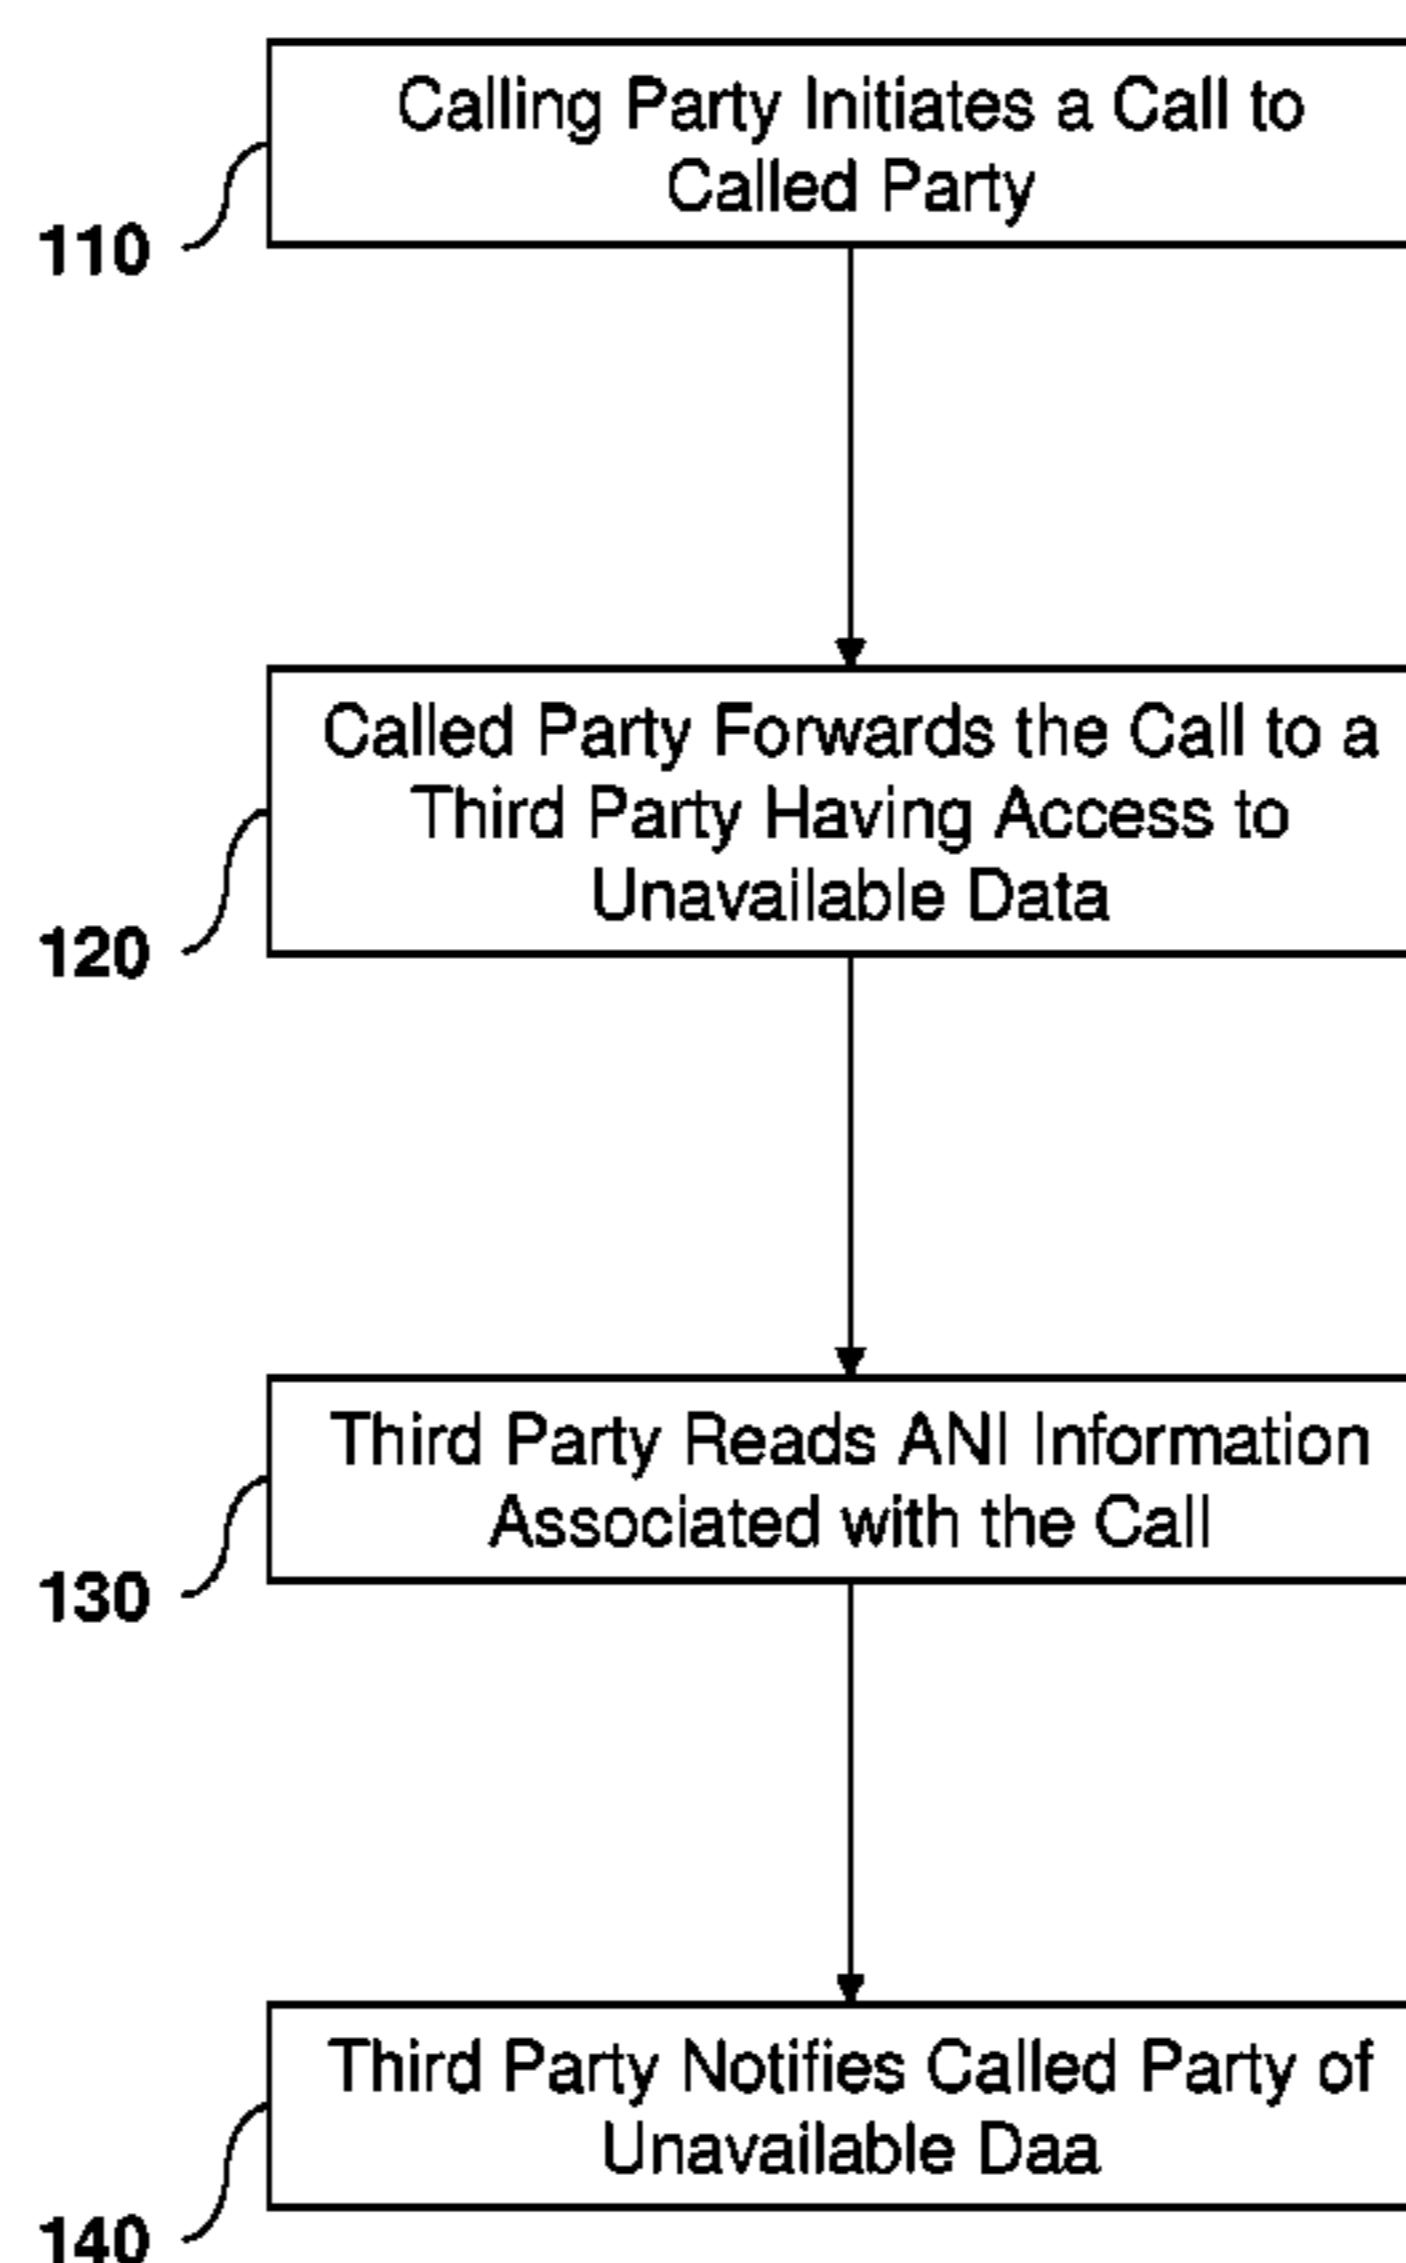 Calling Party Initiates a Call to
Called Party
110
Called Party Forwards the Call to a
Third Party Having Access to
Unavailable Data
120
Third Party Reads ANI Information
Associated with the Call
130
Third Party Notifies Called Party of
Unavailable Daa
140